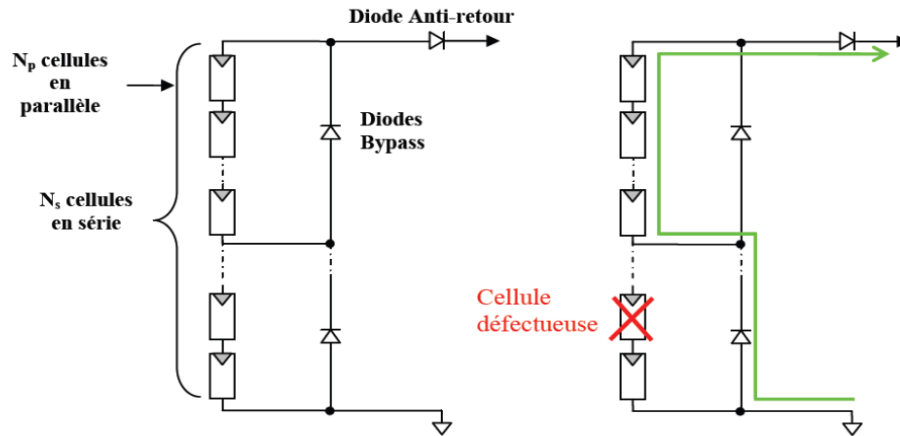 Diode Anti-retour
Np cellules
en
parallèle
Diodes
Bypass
Ns cellules
en série
Cellule
défectueuse